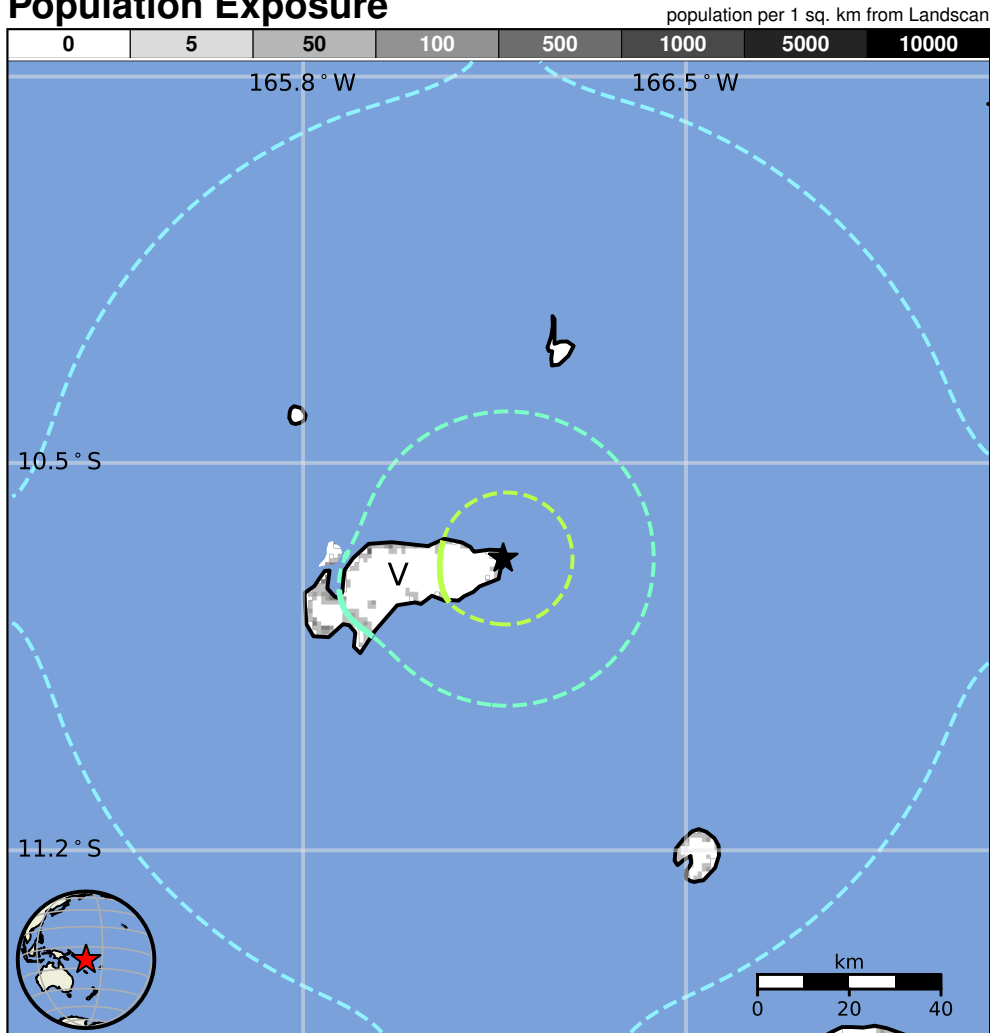 Population Exposure
population per 1 sq. km from Landscan
0 5 50 100 500 1000 5000 10000
165.8°W 166.5°W
10.5°S
V
11.2°S
km
0 20 40